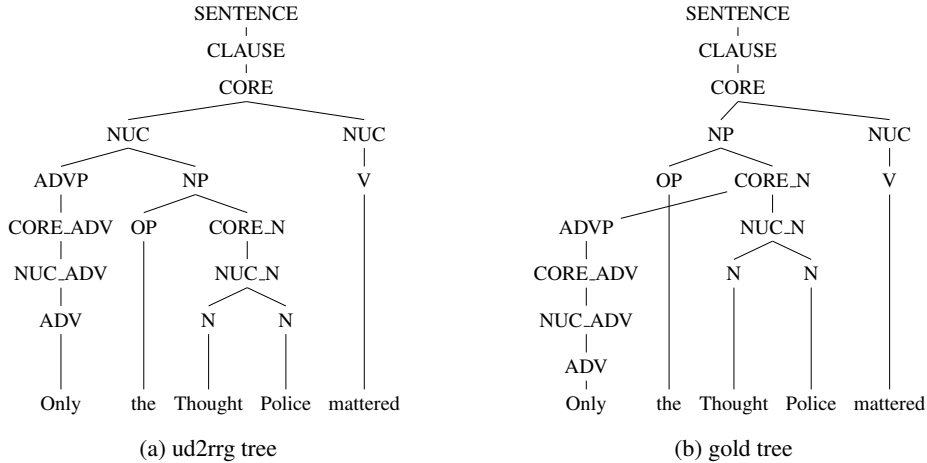 SENTENCE SENTENCE
CLAUSE CLAUSE
CORE CORE
NUC NUC NP NUC
ADVP NP V OP CORE_N V
CORE_ADV OP CORE_N ADVP NUC_N
NUC_ADV NUC_N CORE_ADV N N
ADV N N NUC_ADV
ADV
Only the Thought Police mattered Only the Thought Police mattered
(a) ud2rrg tree (b) gold tree